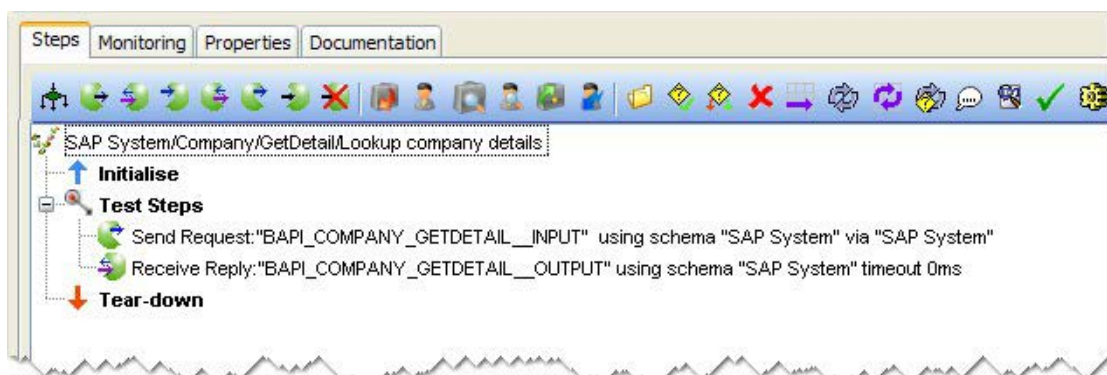 Steps Monitoring Properties Documentation
SAP System/Company/GetDetail/Lookup company details
Initialise
Test Steps
Send Request:"BAPI_COMPANY_GETDETAIL__INPUT" using schema "SAP System" via "SAP System"
Receive Reply:"BAPI_COMPANY_GETDETAIL__OUTPUT" using schema "SAP System" timeout 0ms
Tear-down